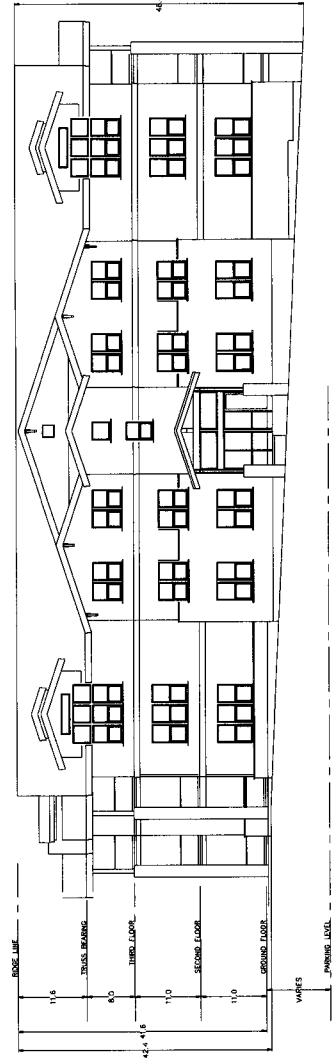 RIDGE LINE
11.6
TRUSS BEARING
8.0
THIRD FLOOR
11.0
SECOND FLOOR
11.0
GROUND FLOOR
VARIES
PARKING LEVEL
41.6
42.4